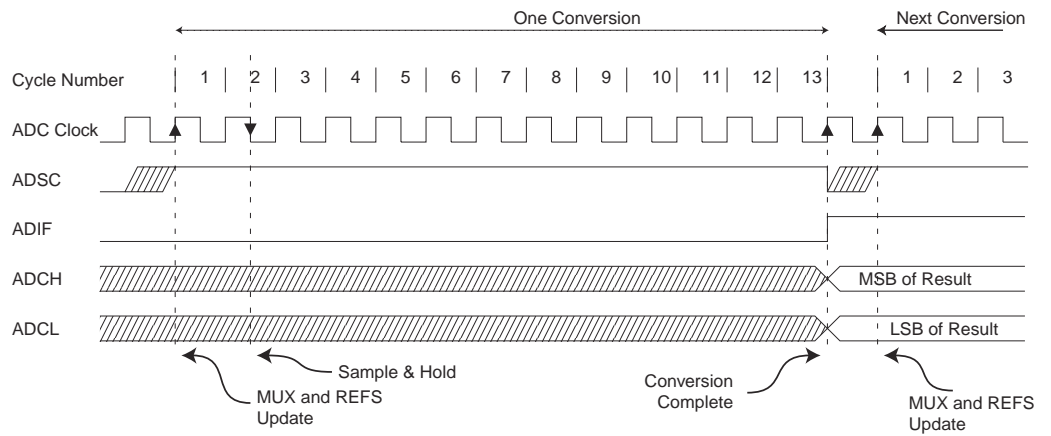 One Conversion
Next Conversion
Cycle Number
1 2 3 4 5 6 7 8 9 10 11 12 13 1 2 3
ADC Clock
ADSC
ADIF
ADCH
MSB of Result
ADCL
LSB of Result
Sample & Hold
MUX and REFS
Update
Conversion
Complete
MUX and REFS
Update